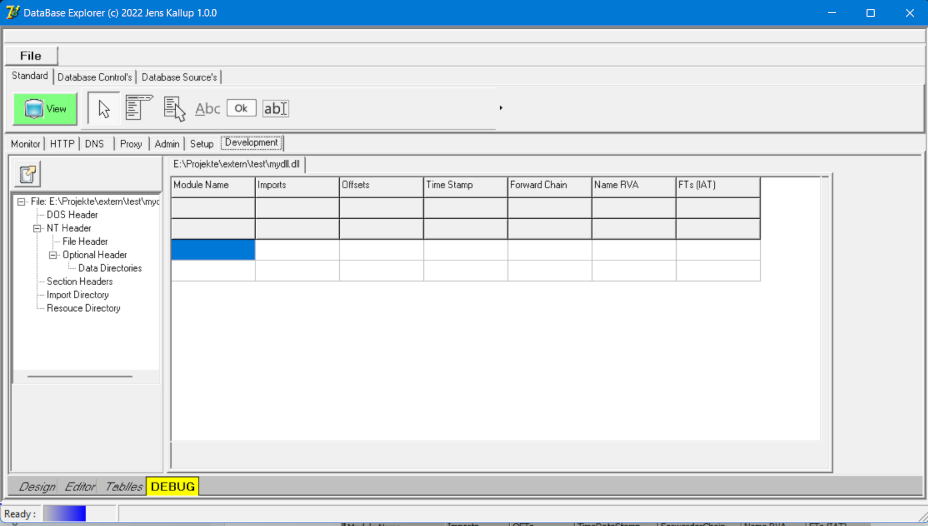 DataBase Explorer (c) 2022 Jens Kallup 1.0.0
File
Standard Database Control's Database Source's
View Abc Ok ab
Monitor HTTP DNS Proxy Admin Setup Development
E:\Projekte\extern\test\mydll.dll
Module Name Imports Offsets Time Stamp Forward Chain Name RVA FTs (IAT)
File: E:\Projekte\extern\test\myc
DOS Header
NT Header
File Header
Optional Header
Data Directories
Section Headers
Import Directory
Resouce Directory
Design Editor Tablles DEBUG
Ready :